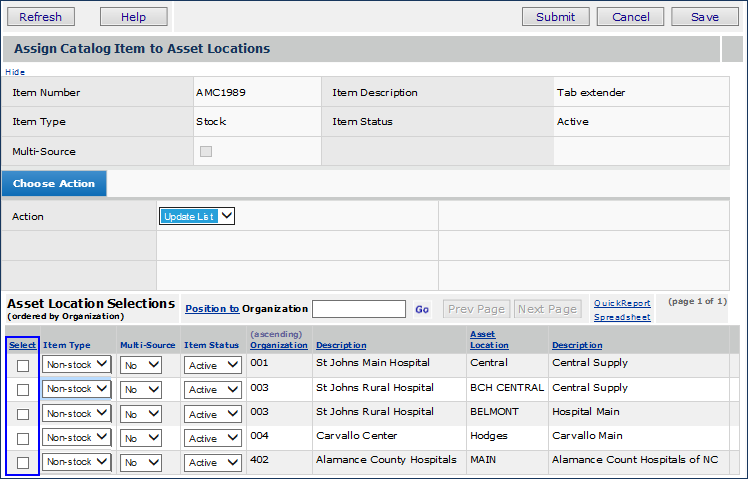 Refresh Help Submit Cancel Save
Assign Catalog Item to Asset Locations
Hide
Item Number AMC1989 Item Description Tab extender
Item Type Stock Item Status Active
Multi-Source
Choose Action
Action Update List
Asset Location Selections
(ordered by Organization)
Position to Organization Go Prev Page Next Page
QuickReport
Spreadsheet
(page 1 of 1)
Select Item Type Multi-Source Item Status (ascending) Organization Description Asset Location Description
Non-stock No Active 001 St Johns Main Hospital Central Central Supply
Non-stock No Active 003 St Johns Rural Hospital BCH CENTRAL Central Supply
Non-stock No Active 003 St Johns Rural Hospital BELMONT Hospital Main
Non-stock No Active 004 Carvallo Center Hodges Carvallo Main
Non-stock No Active 402 Alamance County Hospitals MAIN Alamance Count Hospitals of NC